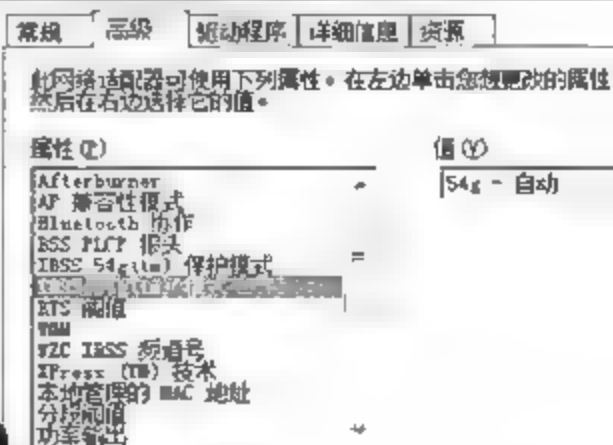 常规 高级 驱动程序 详细信息 资源
此网络适配器可使用下列属性。在左边单击您想更改的属性
然后在右边选择它的值。
属性(P)
值(V)
Afterburner
54g - 自动
AP 兼容性模式
Bluetooth 协作
BSS PLCP 报头
IBSS 54g(tm) 保护模式
RTS 阈值
WZC IBSS 频道号
XPress (TM) 技术
本地管理的 MAC 地址
分段阈值
功率输出